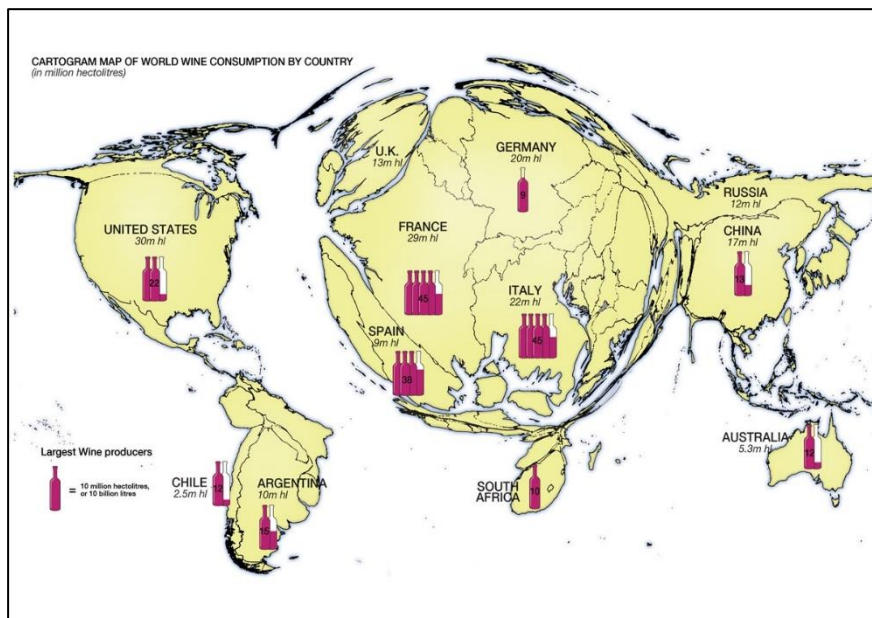 CARTOGRAM MAP OF WORLD WINE CONSUMPTION BY COUNTRY
(in million hectolitres)
U.K.
13m hl
GERMANY
20m hl
9
RUSSIA
12m hl
UNITED STATES
30m hl
22
FRANCE
29m hl
45
CHINA
17m hl
13
ITALY
22m hl
45
SPAIN
9m hl
38
Largest Wine producers
= 10 million hectolitres,
or 10 billion litres
CHILE
2.5m hl
12
ARGENTINA
10m hl
15
SOUTH
AFRICA
10
AUSTRALIA
5.3m hl
12